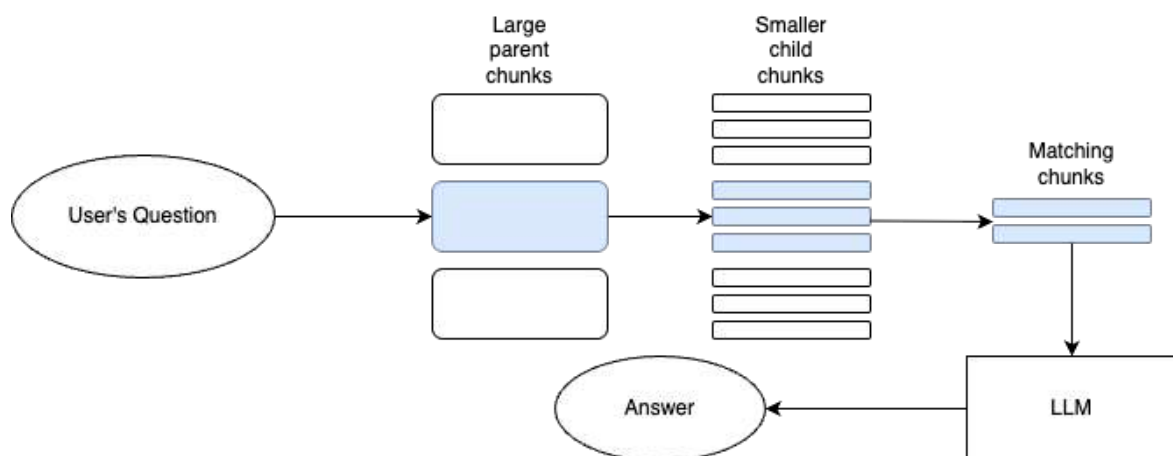 Large
parent
chunks
Smaller
child
chunks
Matching
chunks
User's Question
Answer
LLM